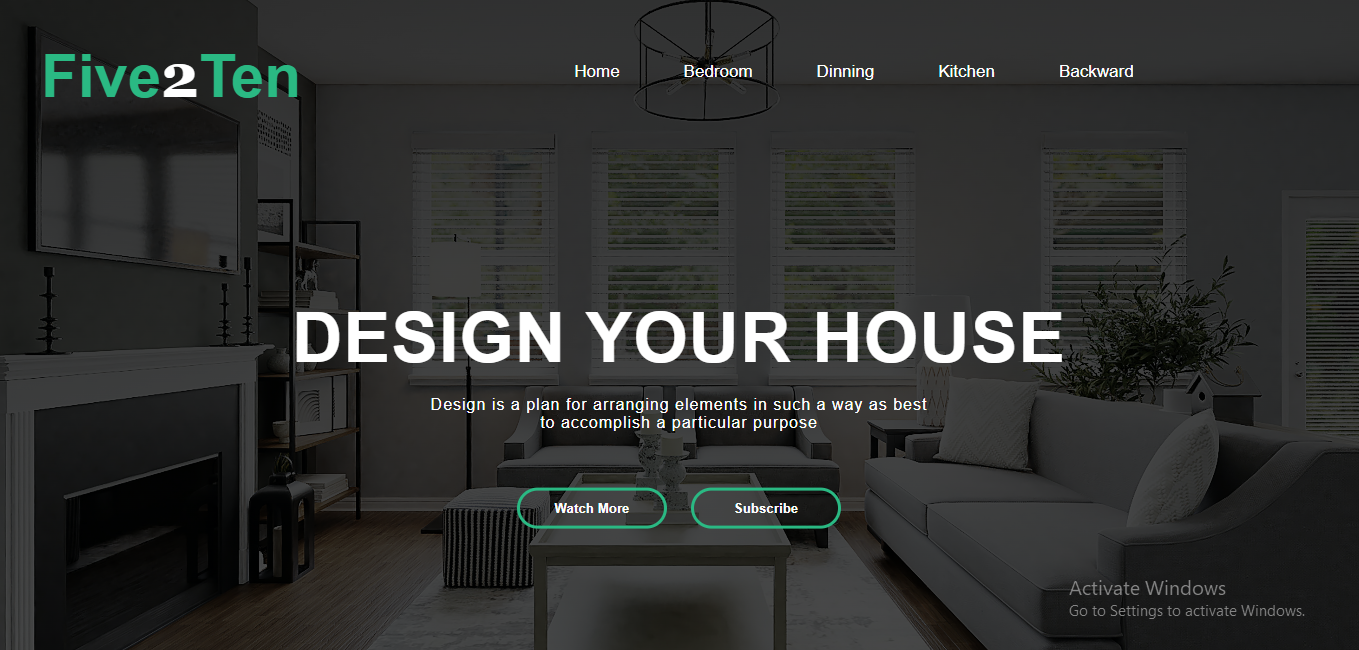 Five2Ten
Home Bedroom Dinning Kitchen Backward
DESIGN YOUR HOUSE
Design is a plan for arranging elements in such a way as best
to accomplish a particular purpose
Watch More Subscribe
Activate Windows
Go to Settings to activate Windows.